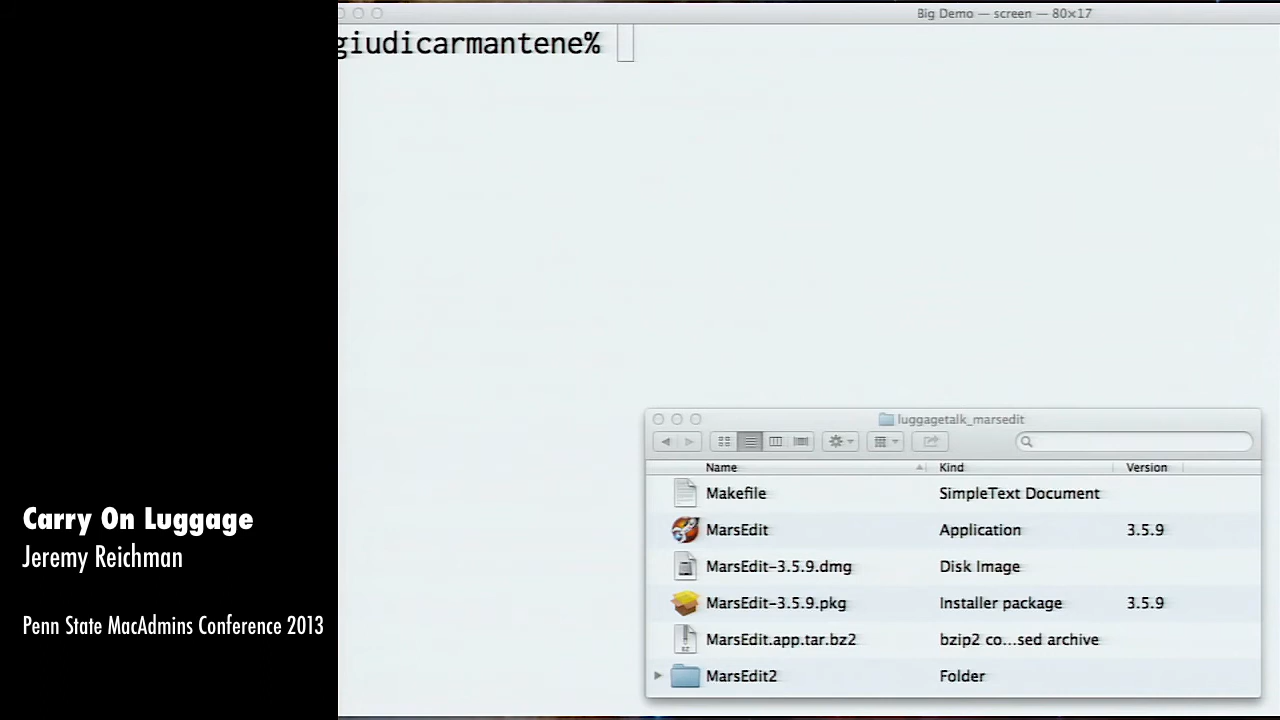 Big Demo — screen — 80×17
giudicarmantene%
luggagetalk_marsedit
Name Kind Version
Makefile SimpleText Document
MarsEdit Application 3.5.9
MarsEdit-3.5.9.dmg Disk Image
MarsEdit-3.5.9.pkg Installer package 3.5.9
MarsEdit.app.tar.bz2 bzip2 co...sed archive
MarsEdit2 Folder
Carry On Luggage
Jeremy Reichman
Penn State MacAdmins Conference 2013